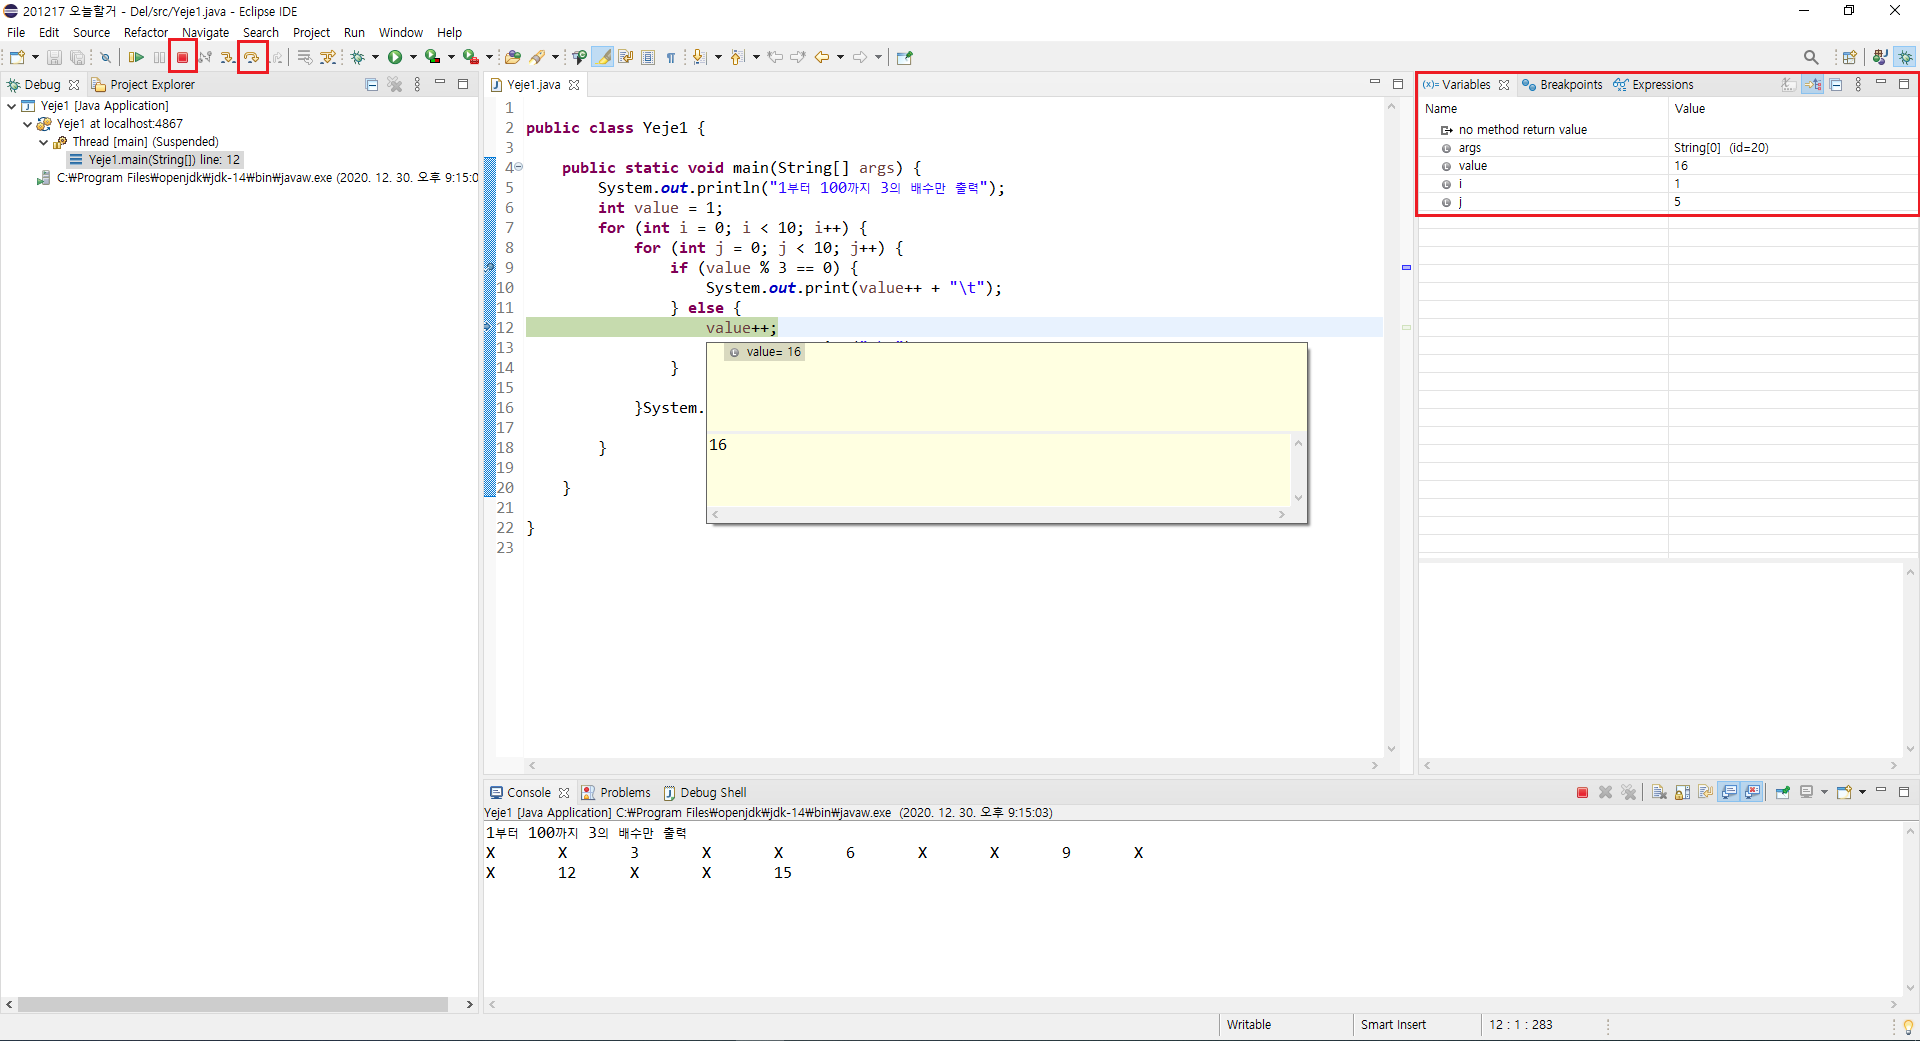 201217 오늘할거 - Del/src/Yeje1.java - Eclipse IDE
File Edit Source Refactor Navigate Search Project Run Window Help
Debug
Project Explorer
Yeje1 [Java Application]
Yeje1 at localhost:4867
Thread [main] (Suspended)
Yeje1.main(String[]) line: 12
C:₩Program Files₩openjdk₩jdk-14₩bin₩javaw.exe (2020. 12. 30. 오후 9:15:0
Yeje1.java
1
2 public class Yeje1 {
3
4 public static void main(String[] args) {
5 System.out.println("1부터 100까지 3의 배수만 출력");
6 int value = 1;
7 for (int i = 0; i < 10; i++) {
8 for (int j = 0; j < 10; j++) {
9 if (value % 3 == 0) {
10 System.out.print(value++ + "\t");
11 } else {
12 value++;
13
14 }
15
16 }System.
17
18 }
19
20 }
21
22 }
23
value= 16
16
(x)= Variables
Breakpoints
Expressions
Name Value
no method return value
args String[0] (id=20)
value 16
i 1
j 5
Console
Problems
Debug Shell
Yeje1 [Java Application] C:₩Program Files₩openjdk₩jdk-14₩bin₩javaw.exe (2020. 12. 30. 오후 9:15:03)
1부터 100까지 3의 배수만 출력
X X 3 X X 6 X X 9 X
X 12 X X 15
Writable Smart Insert 12 : 1 : 283